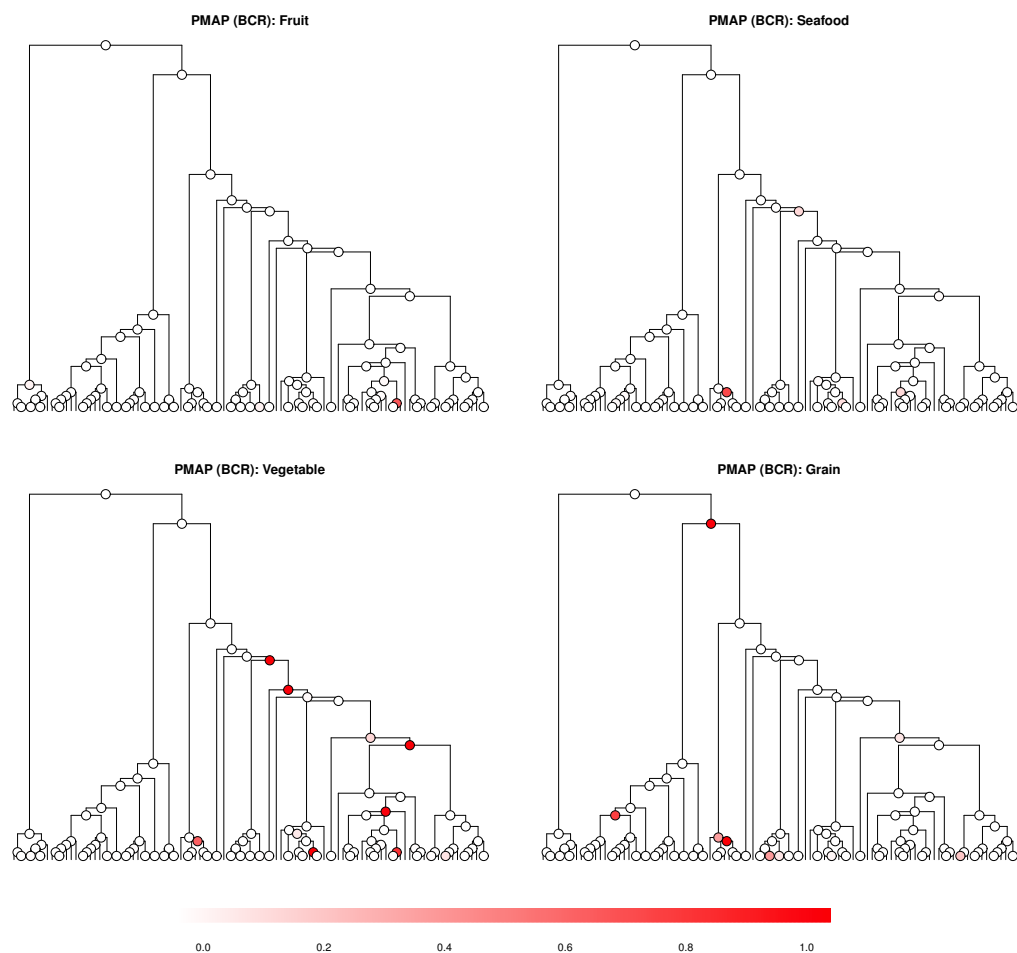 PMAP (BCR): Fruit
PMAP (BCR): Seafood
PMAP (BCR): Vegetable
PMAP (BCR): Grain
0.0 0.2 0.4 0.6 0.8 1.0